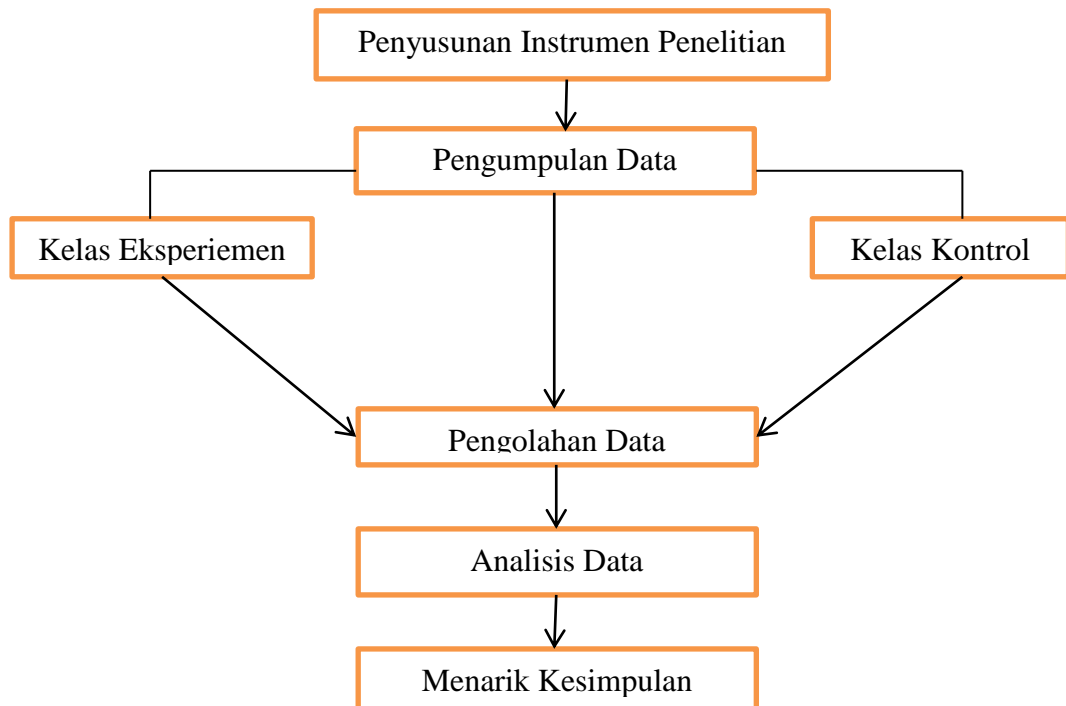 Penyusunan Instrumen Penelitian
Pengumpulan Data
Kelas Eksperiemen
Kelas Kontrol
Pengolahan Data
Analisis Data
Menarik Kesimpulan